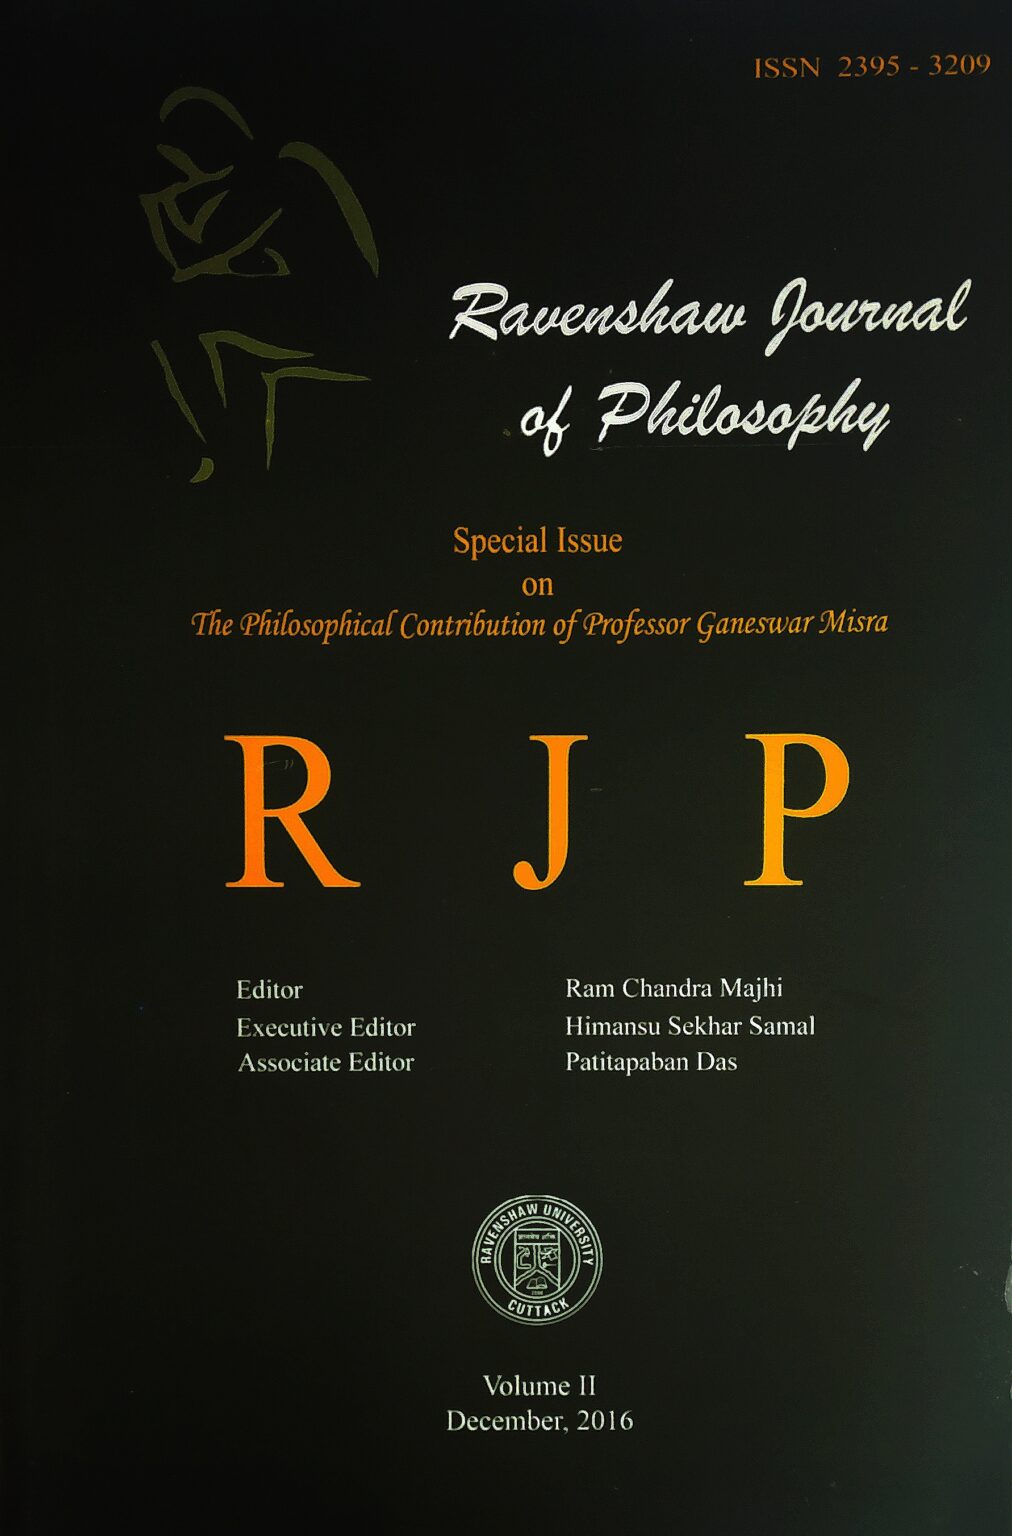 ISSN 2395 - 3209
Ravenshaw Journal
of Philosophy
Special Issue
on
The Philosophical Contribution of Professor Ganeswar Misra
R J P
Editor Ram Chandra Majhi
Executive Editor Himansu Sekhar Samal
Associate Editor Patitapaban Das
RAVENSHAW UNIVERSITY
CUTTACK
Volume II
December, 2016